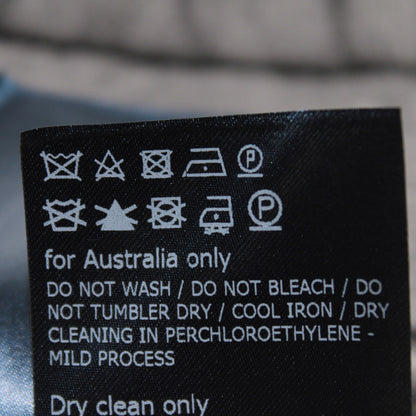 P
P
for Australia only
DO NOT WASH / DO NOT BLEACH / DO
NOT TUMBLER DRY / COOL IRON / DRY
CLEANING IN PERCHLOROETHYLENE -
MILD PROCESS
Dry clean only